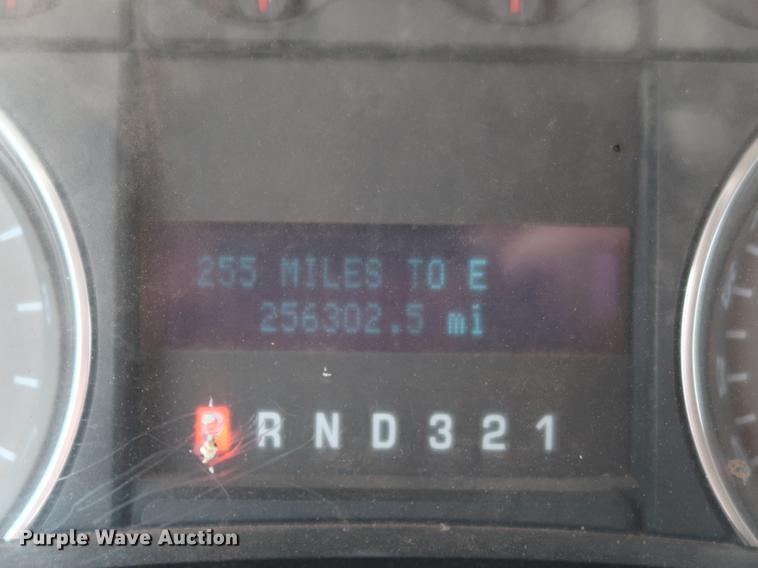 255 MILES TO E
256302.5 mi
P R N D 3 2 1
Purple Wave Auction